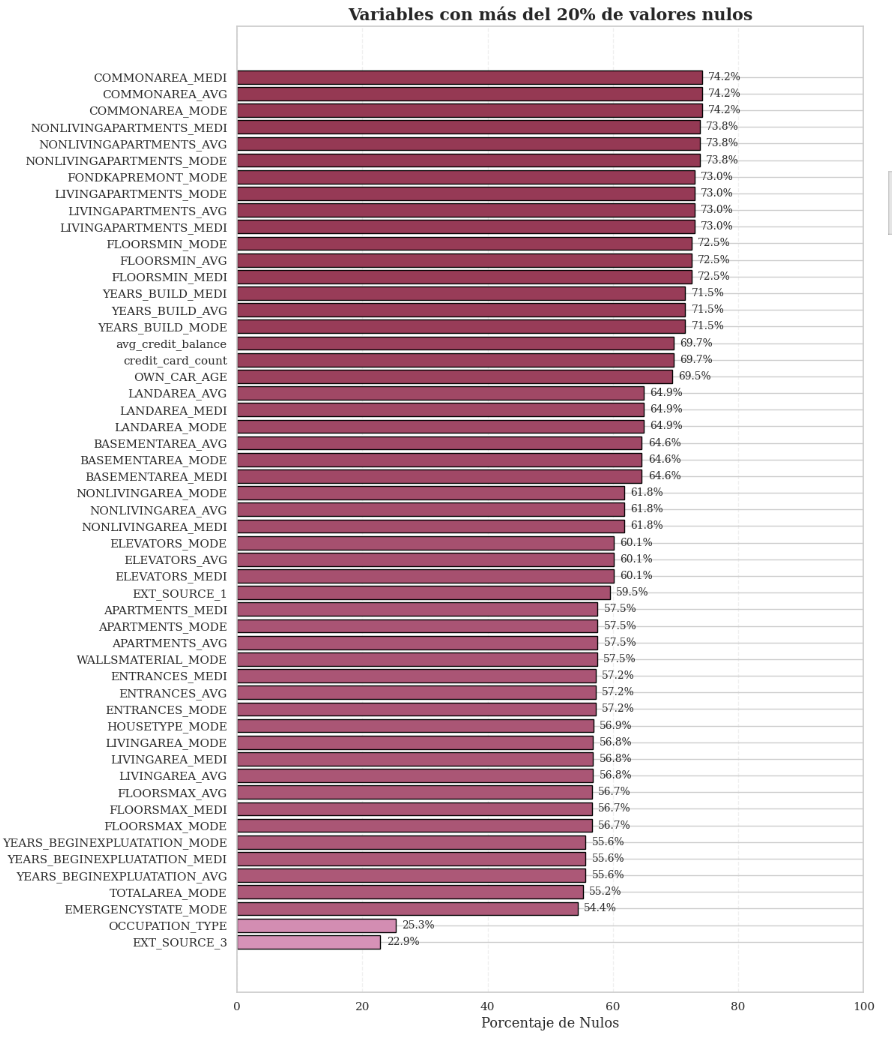 Variables con más del 20% de valores nulos
COMMONAREA_MEDI 74.2%
COMMONAREA_AVG 74.2%
COMMONAREA_MODE 74.2%
NONLIVINGAPARTMENTS_MEDI 73.8%
NONLIVINGAPARTMENTS_AVG 73.8%
NONLIVINGAPARTMENTS_MODE 73.8%
FONDKAPREMONT_MODE 73.0%
LIVINGAPARTMENTS_MODE 73.0%
LIVINGAPARTMENTS_AVG 73.0%
LIVINGAPARTMENTS_MEDI 73.0%
FLOORSMIN_MODE 72.5%
FLOORSMIN_AVG 72.5%
FLOORSMIN_MEDI 72.5%
YEARS_BUILD_MEDI 71.5%
YEARS_BUILD_AVG 71.5%
YEARS_BUILD_MODE 71.5%
avg_credit_balance 69.7%
credit_card_count 69.7%
OWN_CAR_AGE 69.5%
LANDAREA_AVG 64.9%
LANDAREA_MEDI 64.9%
LANDAREA_MODE 64.9%
BASEMENTAREA_AVG 64.6%
BASEMENTAREA_MODE 64.6%
BASEMENTAREA_MEDI 64.6%
NONLIVINGAREA_MODE 61.8%
NONLIVINGAREA_AVG 61.8%
NONLIVINGAREA_MEDI 61.8%
ELEVATORS_MODE 60.1%
ELEVATORS_AVG 60.1%
ELEVATORS_MEDI 60.1%
EXT_SOURCE_1 59.5%
APARTMENTS_MEDI 57.5%
APARTMENTS_MODE 57.5%
APARTMENTS_AVG 57.5%
WALLSMATERIAL_MODE 57.5%
ENTRANCES_MEDI 57.2%
ENTRANCES_AVG 57.2%
ENTRANCES_MODE 57.2%
HOUSETYPE_MODE 56.9%
LIVINGAREA_MODE 56.8%
LIVINGAREA_MEDI 56.8%
LIVINGAREA_AVG 56.8%
FLOORSMAX_AVG 56.7%
FLOORSMAX_MEDI 56.7%
FLOORSMAX_MODE 56.7%
YEARS_BEGINEXPLUATATION_MODE 55.6%
YEARS_BEGINEXPLUATATION_MEDI 55.6%
YEARS_BEGINEXPLUATATION_AVG 55.6%
TOTALAREA_MODE 55.2%
EMERGENCYSTATE_MODE 54.4%
OCCUPATION_TYPE 25.3%
EXT_SOURCE_3 22.9%
0 20 40 60 80 100
Porcentaje de Nulos